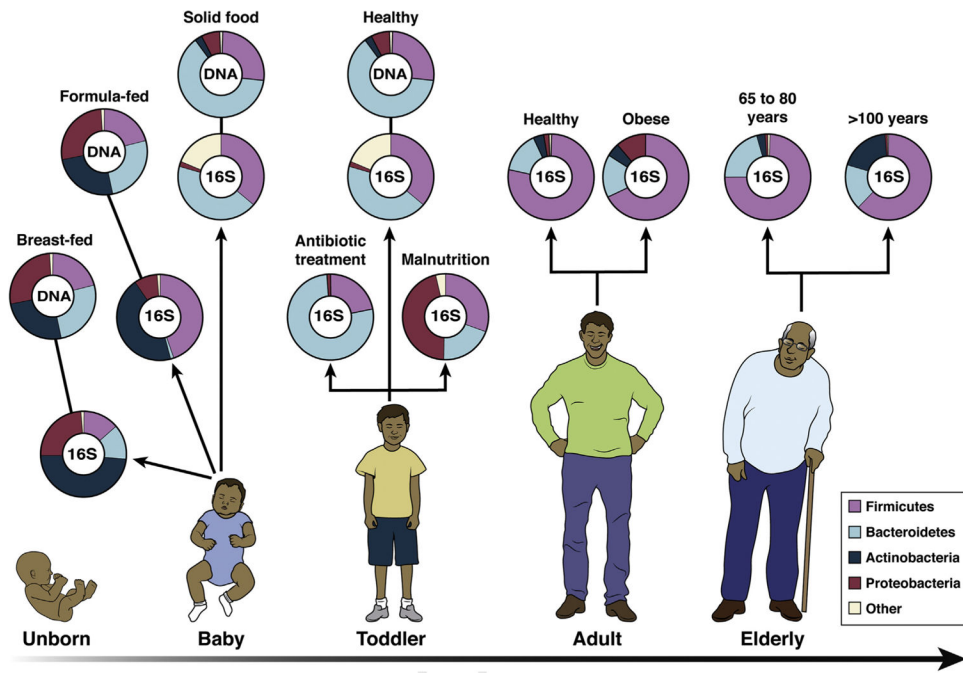 Solid food
DNA
16S
Healthy
DNA
16S
Formula-fed
DNA
16S
Breast-fed
DNA
16S
Antibiotic
treatment
16S
Malnutrition
16S
Healthy
16S
Obese
16S
65 to 80
years
16S
>100 years
16S
Firmicutes
Bacteroidetes
Actinobacteria
Proteobacteria
Other
Unborn
Baby
Toddler
Adult
Elderly